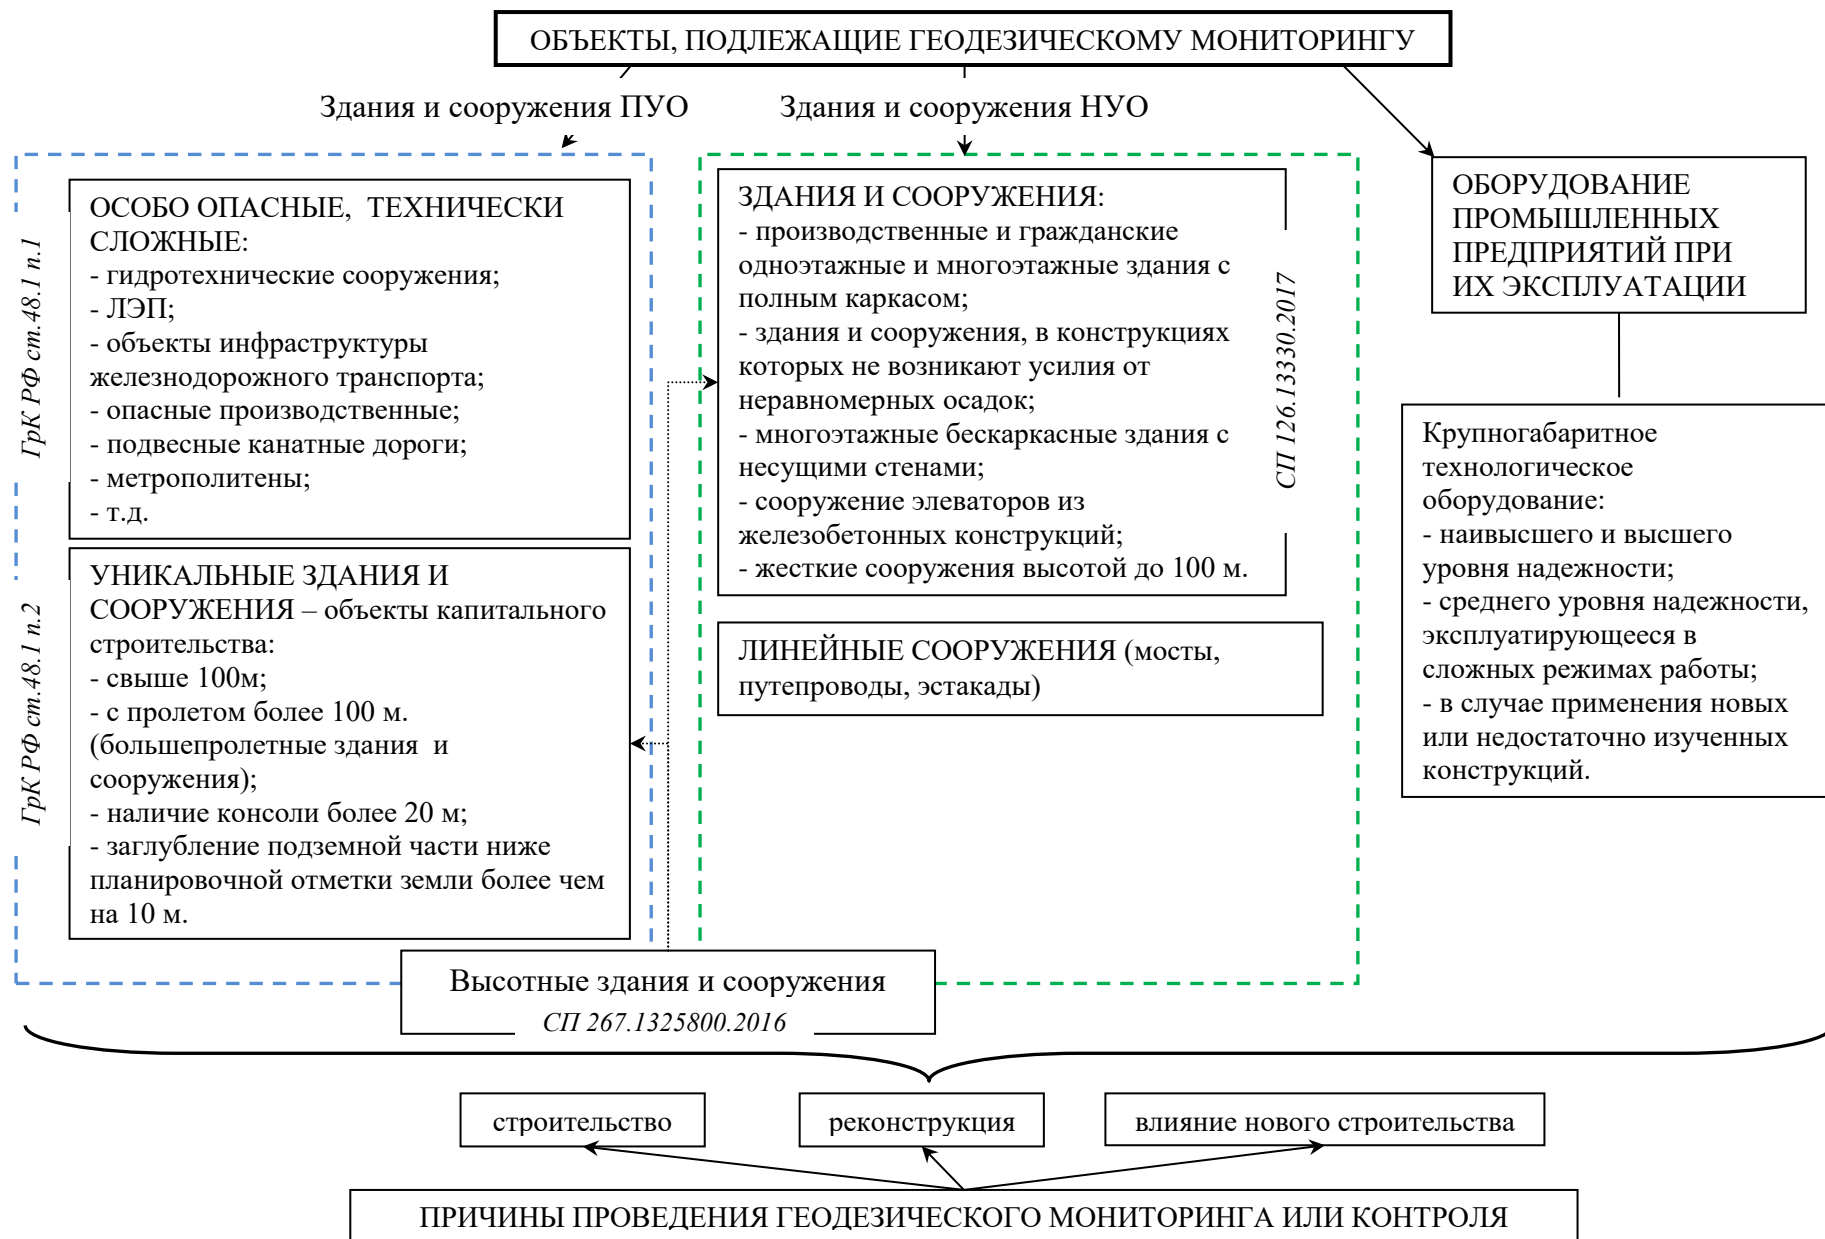 ОБЪЕКТЫ, ПОДЛЕЖАЩИЕ ГЕОДЕЗИЧЕСКОМУ МОНИТОРИНГУ
Здания и сооружения ПУО
Здания и сооружения НУО
ГрК РФ ст.48.1 п.1
ОСОБО ОПАСНЫЕ, ТЕХНИЧЕСКИ
СЛОЖНЫЕ:
- гидротехнические сооружения;
- ЛЭП;
- объекты инфраструктуры
железнодорожного транспорта;
- опасные производственные;
- подвесные канатные дороги;
- метрополитены;
- т.д.
ГрК РФ ст.48.1 п.2
УНИКАЛЬНЫЕ ЗДАНИЯ И
СООРУЖЕНИЯ – объекты капитального
строительства:
- свыше 100м;
- с пролетом более 100 м.
(большепролетные здания и
сооружения);
- наличие консоли более 20 м;
- заглубление подземной части ниже
планировочной отметки земли более чем
на 10 м.
ЗДАНИЯ И СООРУЖЕНИЯ:
- производственные и гражданские
одноэтажные и многоэтажные здания с
полным каркасом;
- здания и сооружения, в конструкциях
которых не возникают усилия от
неравномерных осадок;
- многоэтажные бескаркасные здания с
несущими стенами;
- сооружение элеваторов из
железобетонных конструкций;
- жесткие сооружения высотой до 100 м.
СП 126.13330.2017
ЛИНЕЙНЫЕ СООРУЖЕНИЯ (мосты,
путепроводы, эстакады)
ОБОРУДОВАНИЕ
ПРОМЫШЛЕННЫХ
ПРЕДПРИЯТИЙ ПРИ
ИХ ЭКСПЛУАТАЦИИ
Крупногабаритное
технологическое
оборудование:
- наивысшего и высшего
уровня надежности;
- среднего уровня надежности,
эксплуатирующееся в
сложных режимах работы;
- в случае применения новых
или недостаточно изученных
конструкций.
Высотные здания и сооружения
СП 267.1325800.2016
строительство
реконструкция
влияние нового строительства
ПРИЧИНЫ ПРОВЕДЕНИЯ ГЕОДЕЗИЧЕСКОГО МОНИТОРИНГА ИЛИ КОНТРОЛЯ